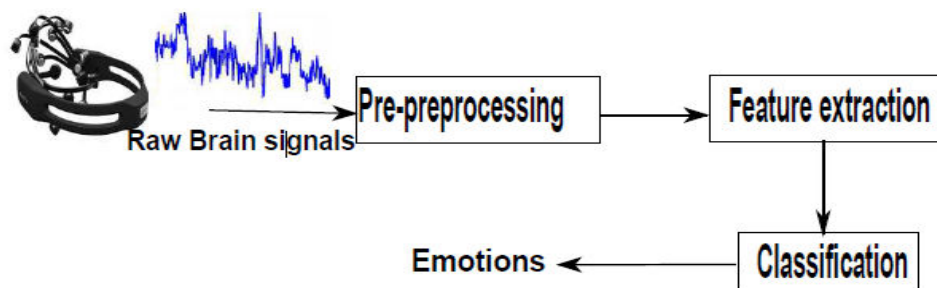 Raw Brain signals
Pre-preprocessing
Feature extraction
Classification
Emotions